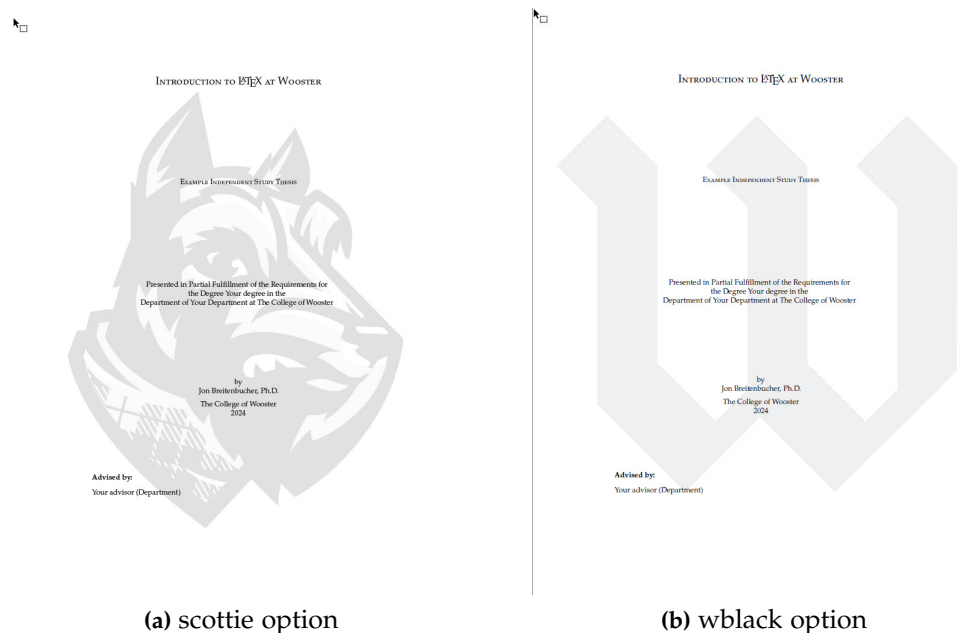 Introduction to LaTeX at Wooster
Example Independent Study Thesis
Presented in Partial Fulfillment of the Requirements for
the Degree Your degree in the
Department of Your Department at The College of Wooster
by
Jon Breitenbucher, Ph.D.
The College of Wooster
2024
Advised by:
Your advisor (Department)
(a) scottie option
Introduction to LaTeX at Wooster
Example Independent Study Thesis
Presented in Partial Fulfillment of the Requirements for
the Degree Your degree in the
Department of Your Department at The College of Wooster
by
Jon Breitenbucher, Ph.D.
The College of Wooster
2024
Advised by:
Your advisor (Department)
W
(b) wblack option